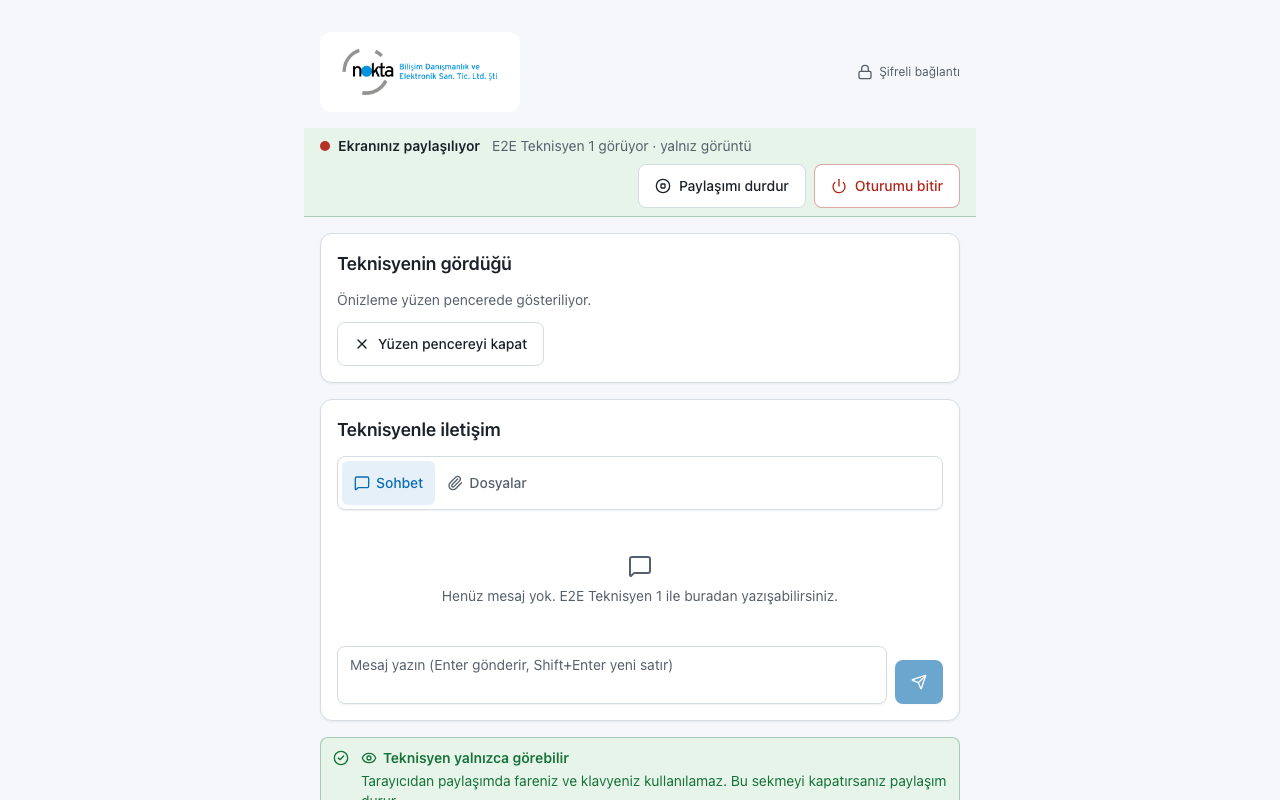 nokta Bilişim Danışmanlık ve
Elektronik San. Tic. Ltd. Şti
Şifreli bağlantı
Ekranınız paylaşılıyor E2E Teknisyen 1 görüyor · yalnız görüntü
Paylaşımı durdur
Oturumu bitir
Teknisyenin gördüğü
Önizleme yüzen pencerede gösteriliyor.
Yüzen pencereyi kapat
Teknisyenle iletişim
Sohbet
Dosyalar
Henüz mesaj yok. E2E Teknisyen 1 ile buradan yazışabilirsiniz.
Mesaj yazın (Enter gönderir, Shift+Enter yeni satır)
Teknisyen yalnızca görebilir
Tarayıcıdan paylaşımda fareniz ve klavyeniz kullanılamaz. Bu sekmeyi kapatırsanız paylaşım